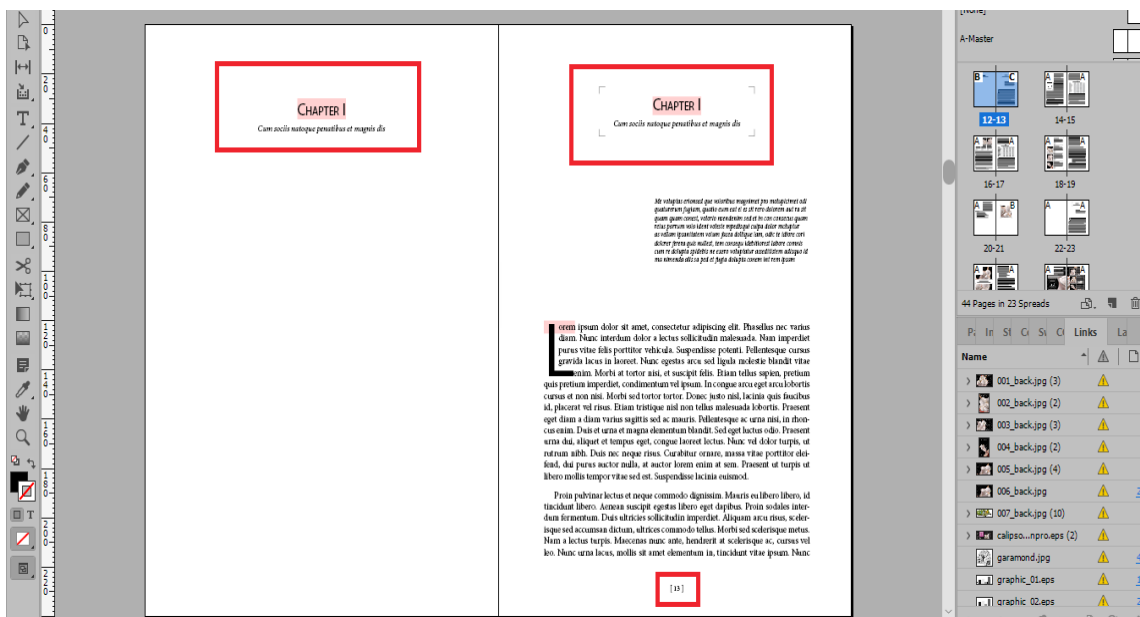 [None]
A-Master
B C A A
12-13 14-15
A A A
16-17 18-19
A B A
20-21 22-23
A A A A
44 Pages in 23 Spreads
Links
La
Name
001_back.jpg (3)
002_back.jpg (2)
003_back.jpg (3)
004_back.jpg (2)
005_back.jpg (4)
006_back.jpg
007_back.jpg (10)
calipso...npro.eps (2)
garamond.jpg
graphic_01.eps
graphic_02.eps
CHAPTER I
Cum sociis natoque penatibus et magnis dis
CHAPTER I
Cum sociis natoque penatibus et magnis dis
Lorem ipsum dolor sit amet, consectetur adipiscing elit. Phasellus nec varius
diam. Nunc interdum dolor a lectus sollicitudin malesuada. Nam imperdiet
purus vitae felis porttitor vehicula. Suspendisse potenti. Pellentesque cursus
gravida lacus in laoreet. Nunc egestas arcu sed ligula molestie blandit vitae
enim. Morbi at tortor nisi, et suscipit felis. Etiam tellus sapien, pretium
quis pretium imperdiet, condimentum vel ipsum. In congue arcu eget arcu lobortis
cursus et non nisi. Morbi sed tortor tortor. Donec justo nisl, lacinia quis faucibus
id, placerat vel risus. Etiam tristique nisl non tellus malesuada lobortis. Praesent
eget diam a diam varius sagittis sed ac mauris. Pellentesque ac urna nisi, in rhon-
cus enim. Duis et urna et magna elementum blandit. Sed eget luctus odio. Praesent
urna dui, aliquet et tempus eget, congue laoreet lectus. Nunc vel dolor turpis, ut
rutrum nibh. Duis nec neque risus. Curabitur ornare, massa vitae porttitor elei-
fend, dui purus auctor nulla, at auctor lorem enim at sem. Praesent ut turpis ut
libero mollis tempor vitae sed est. Suspendisse lacinia euismod.
Proin pulvinar lectus et neque commodo dignissim. Mauris eu libero libero, id
tincidunt libero. Aenean suscipit egestas libero eget dapibus. Proin sodales inter-
dum fermentum. Duis ultricies sollicitudin imperdiet. Aliquam arcu risus, sceler-
isque sed accumsan dictum, ultrices commodo tellus. Morbi sed scelerisque metus.
Nam a lectus turpis. Maecenas nunc ante, hendrerit at scelerisque ac, cursus vel
leo. Nunc urna lacus, mollis sit amet elementum in, tincidunt vitae ipsum. Nunc
[ 13 ]